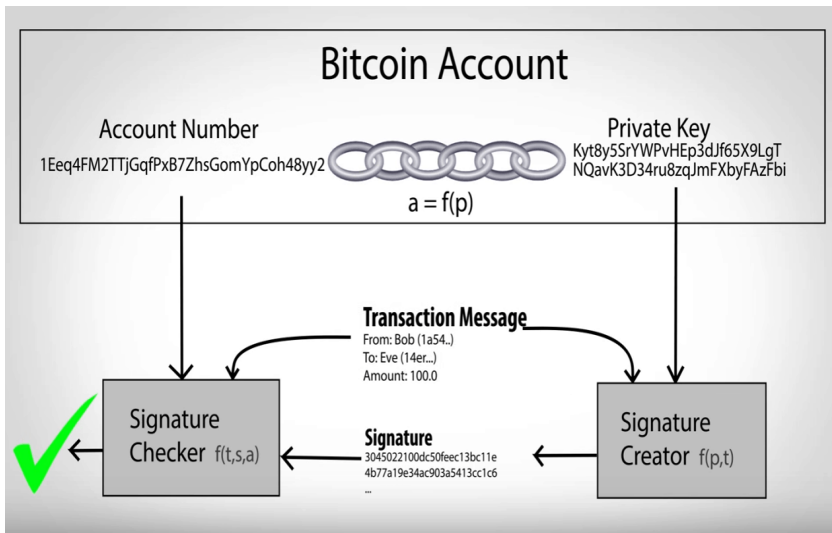 Bitcoin Account
Account Number
1Eeq4FM2TTjGqfPxB7ZhsGomYpCoh48yy2
Private Key
Kyt8y5SrYWPvHEp3dJf65X9LgT
NQavK3D34ru8zqJmFXbyFAzFbi
a = f(p)
Transaction Message
From: Bob (1a54..)
To: Eve (14er...)
Amount: 100.0
Signature
Checker f(t,s,a)
Signature
3045022100dc50feec13bc11e
4b77a19e34ac903a5413cc1c6
...
Signature
Creator f(p,t)